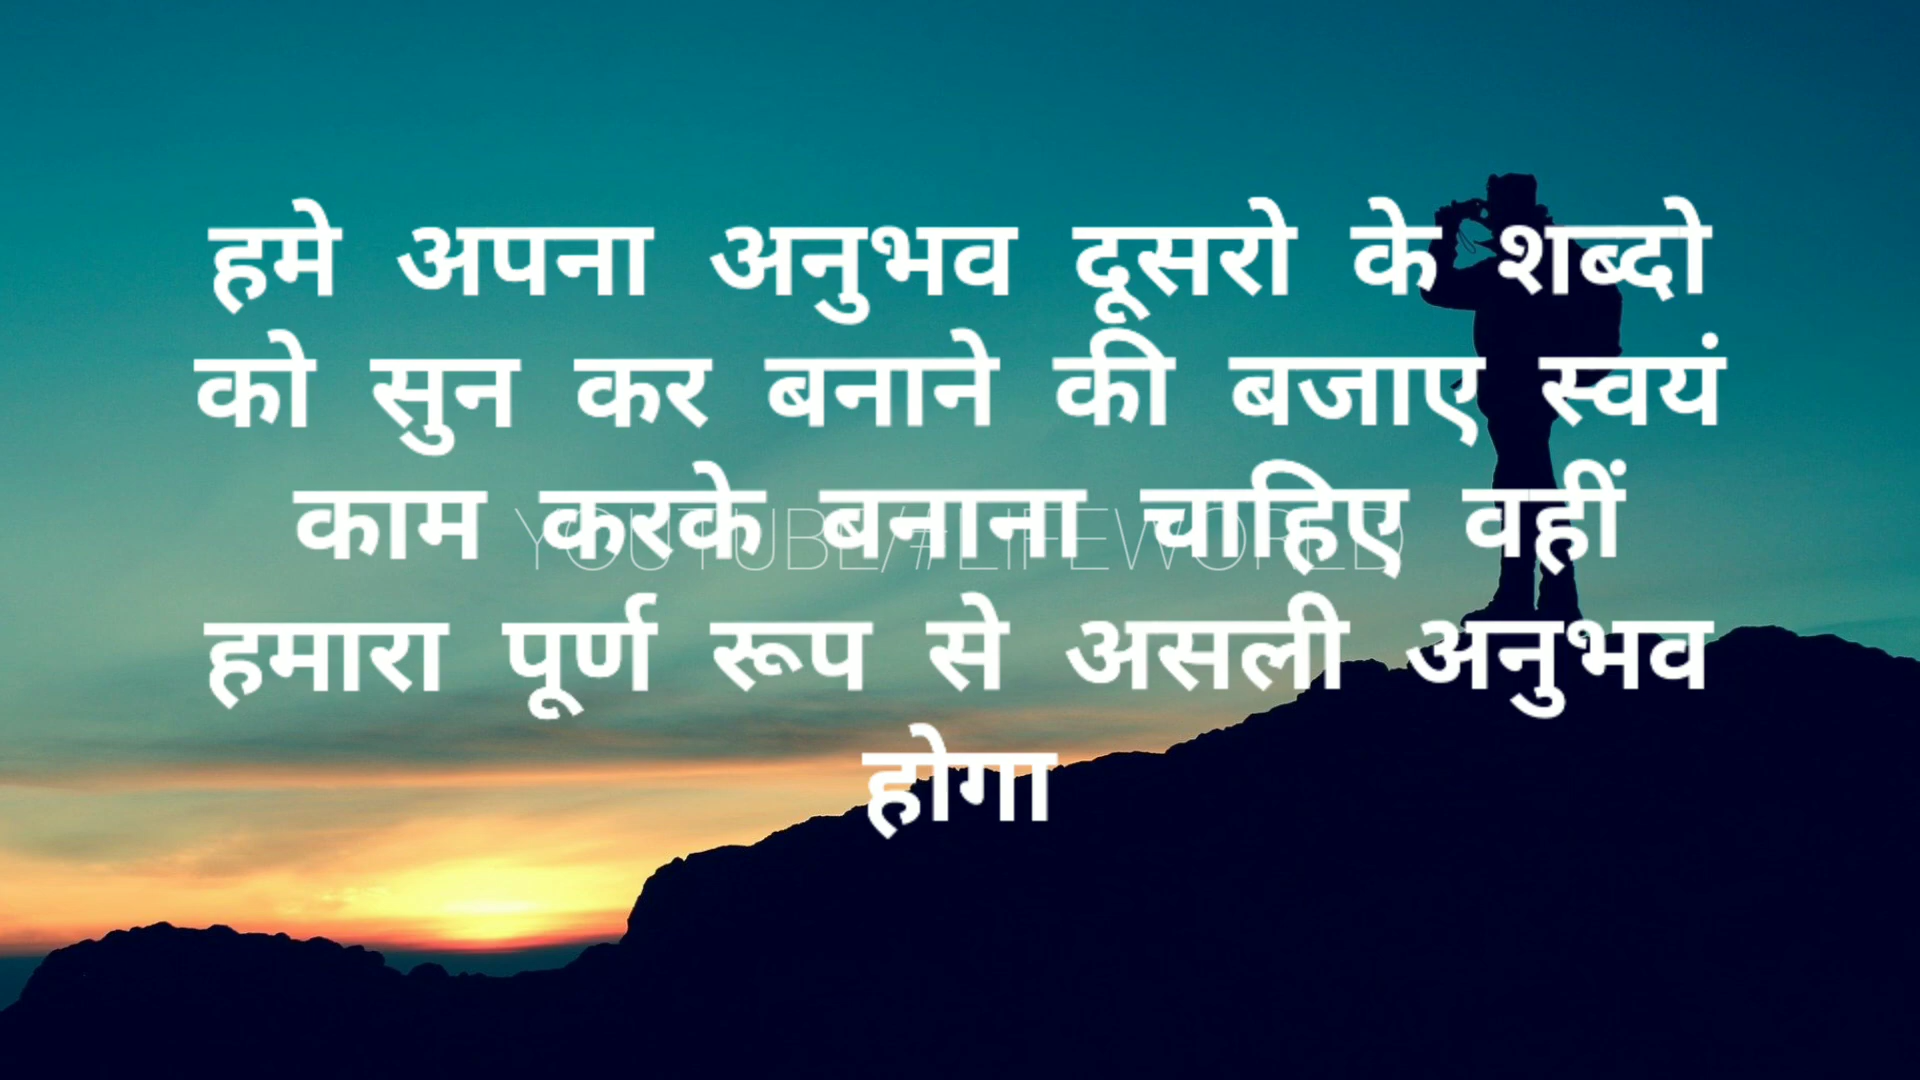 हमे अपना अनुभव दूसरो के शब्दो
को सुन कर बनाने की बजाए स्वयं
काम करके बनाना चाहिए वहीं
YOUTUBE/#LIFEWORLD
हमारा पूर्ण रूप से असली अनुभव
होगा